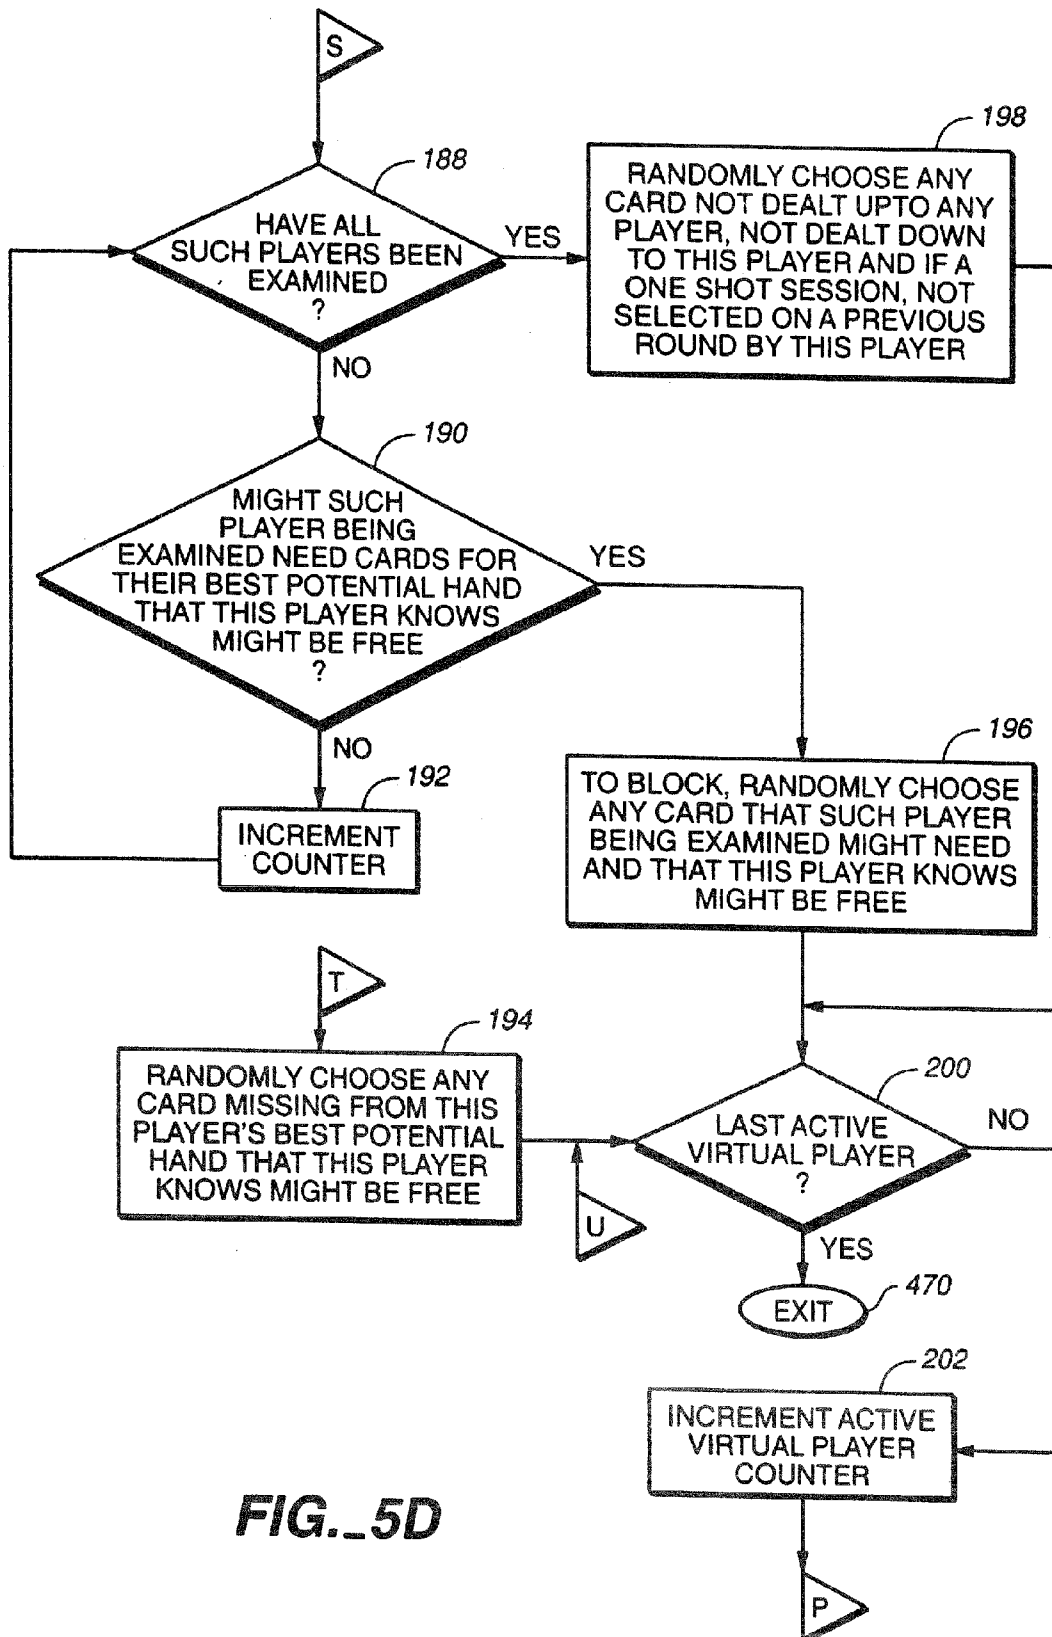 S
188
HAVE ALL
SUCH PLAYERS BEEN
EXAMINED
?
YES
NO
198
RANDOMLY CHOOSE ANY
CARD NOT DEALT UPTO ANY
PLAYER, NOT DEALT DOWN
TO THIS PLAYER AND IF A
ONE SHOT SESSION, NOT
SELECTED ON A PREVIOUS
ROUND BY THIS PLAYER
190
MIGHT SUCH
PLAYER BEING
EXAMINED NEED CARDS FOR
THEIR BEST POTENTIAL HAND
THAT THIS PLAYER KNOWS
MIGHT BE FREE
?
YES
NO
192
INCREMENT
COUNTER
196
TO BLOCK, RANDOMLY CHOOSE
ANY CARD THAT SUCH PLAYER
BEING EXAMINED MIGHT NEED
AND THAT THIS PLAYER KNOWS
MIGHT BE FREE
T
194
RANDOMLY CHOOSE ANY
CARD MISSING FROM THIS
PLAYER'S BEST POTENTIAL
HAND THAT THIS PLAYER
KNOWS MIGHT BE FREE
U
200
LAST ACTIVE
VIRTUAL PLAYER
?
NO
YES
EXIT
470
202
INCREMENT ACTIVE
VIRTUAL PLAYER
COUNTER
P
FIG._5D